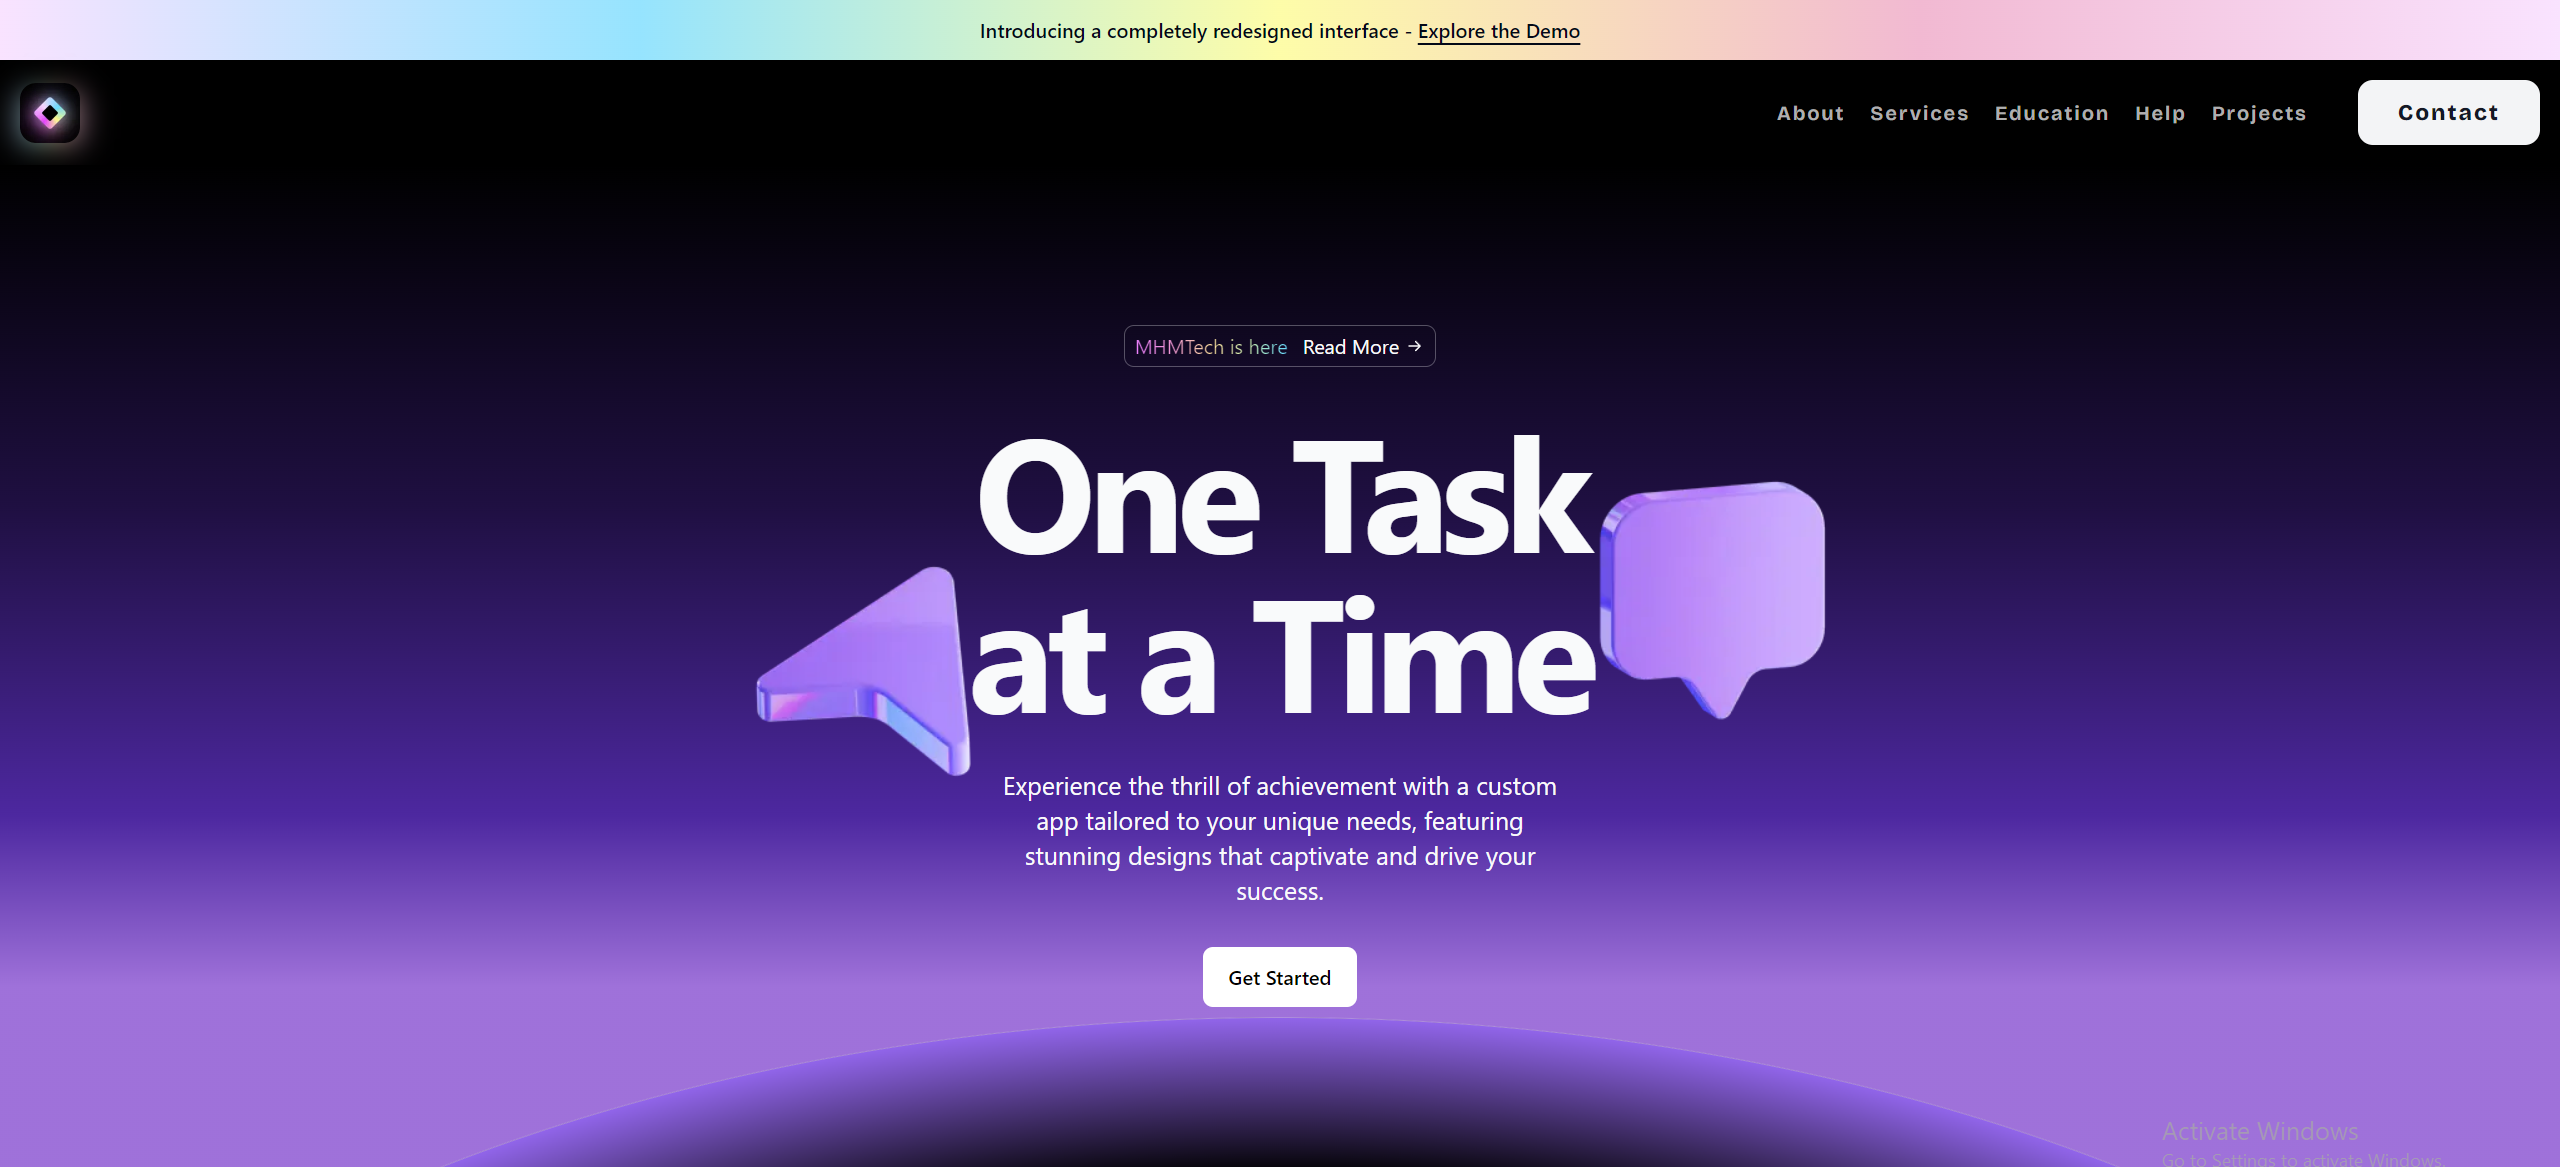 Introducing a completely redesigned interface - Explore the Demo
About Services Education Help Projects Contact
MHMTech is here Read More →
One Task
at a Time
Experience the thrill of achievement with a custom
app tailored to your unique needs, featuring
stunning designs that captivate and drive your
success.
Get Started
Activate Windows
Go to Settings to activate Windows.